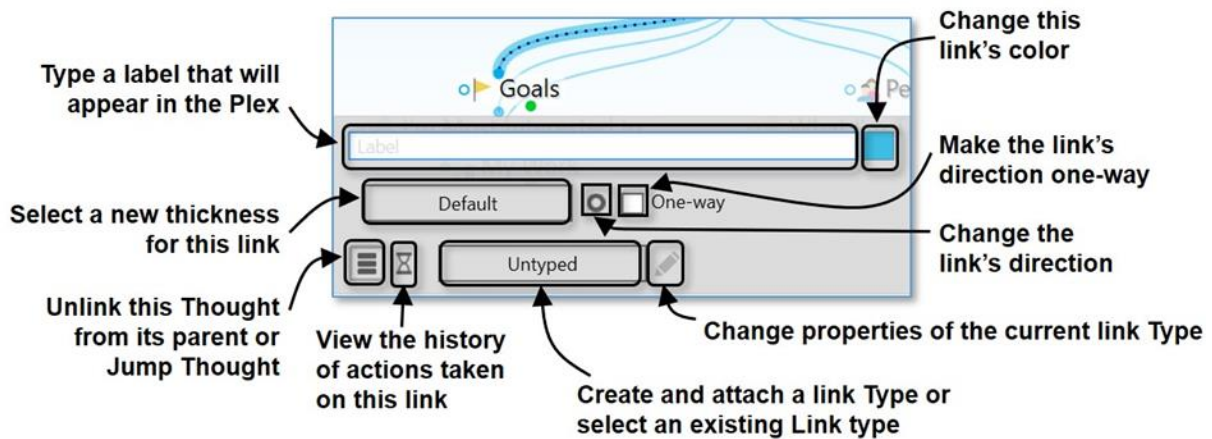 Change this
link's color
Type a label that will
appear in the Plex
Goals
Pe
Label
Make the link's
direction one-way
Select a new thickness
for this link
Default
One-way
Change the
link's direction
Untyped
Unlink this Thought
from its parent or
Jump Thought
View the history
of actions taken
on this link
Change properties of the current link Type
Create and attach a link Type or
select an existing Link type